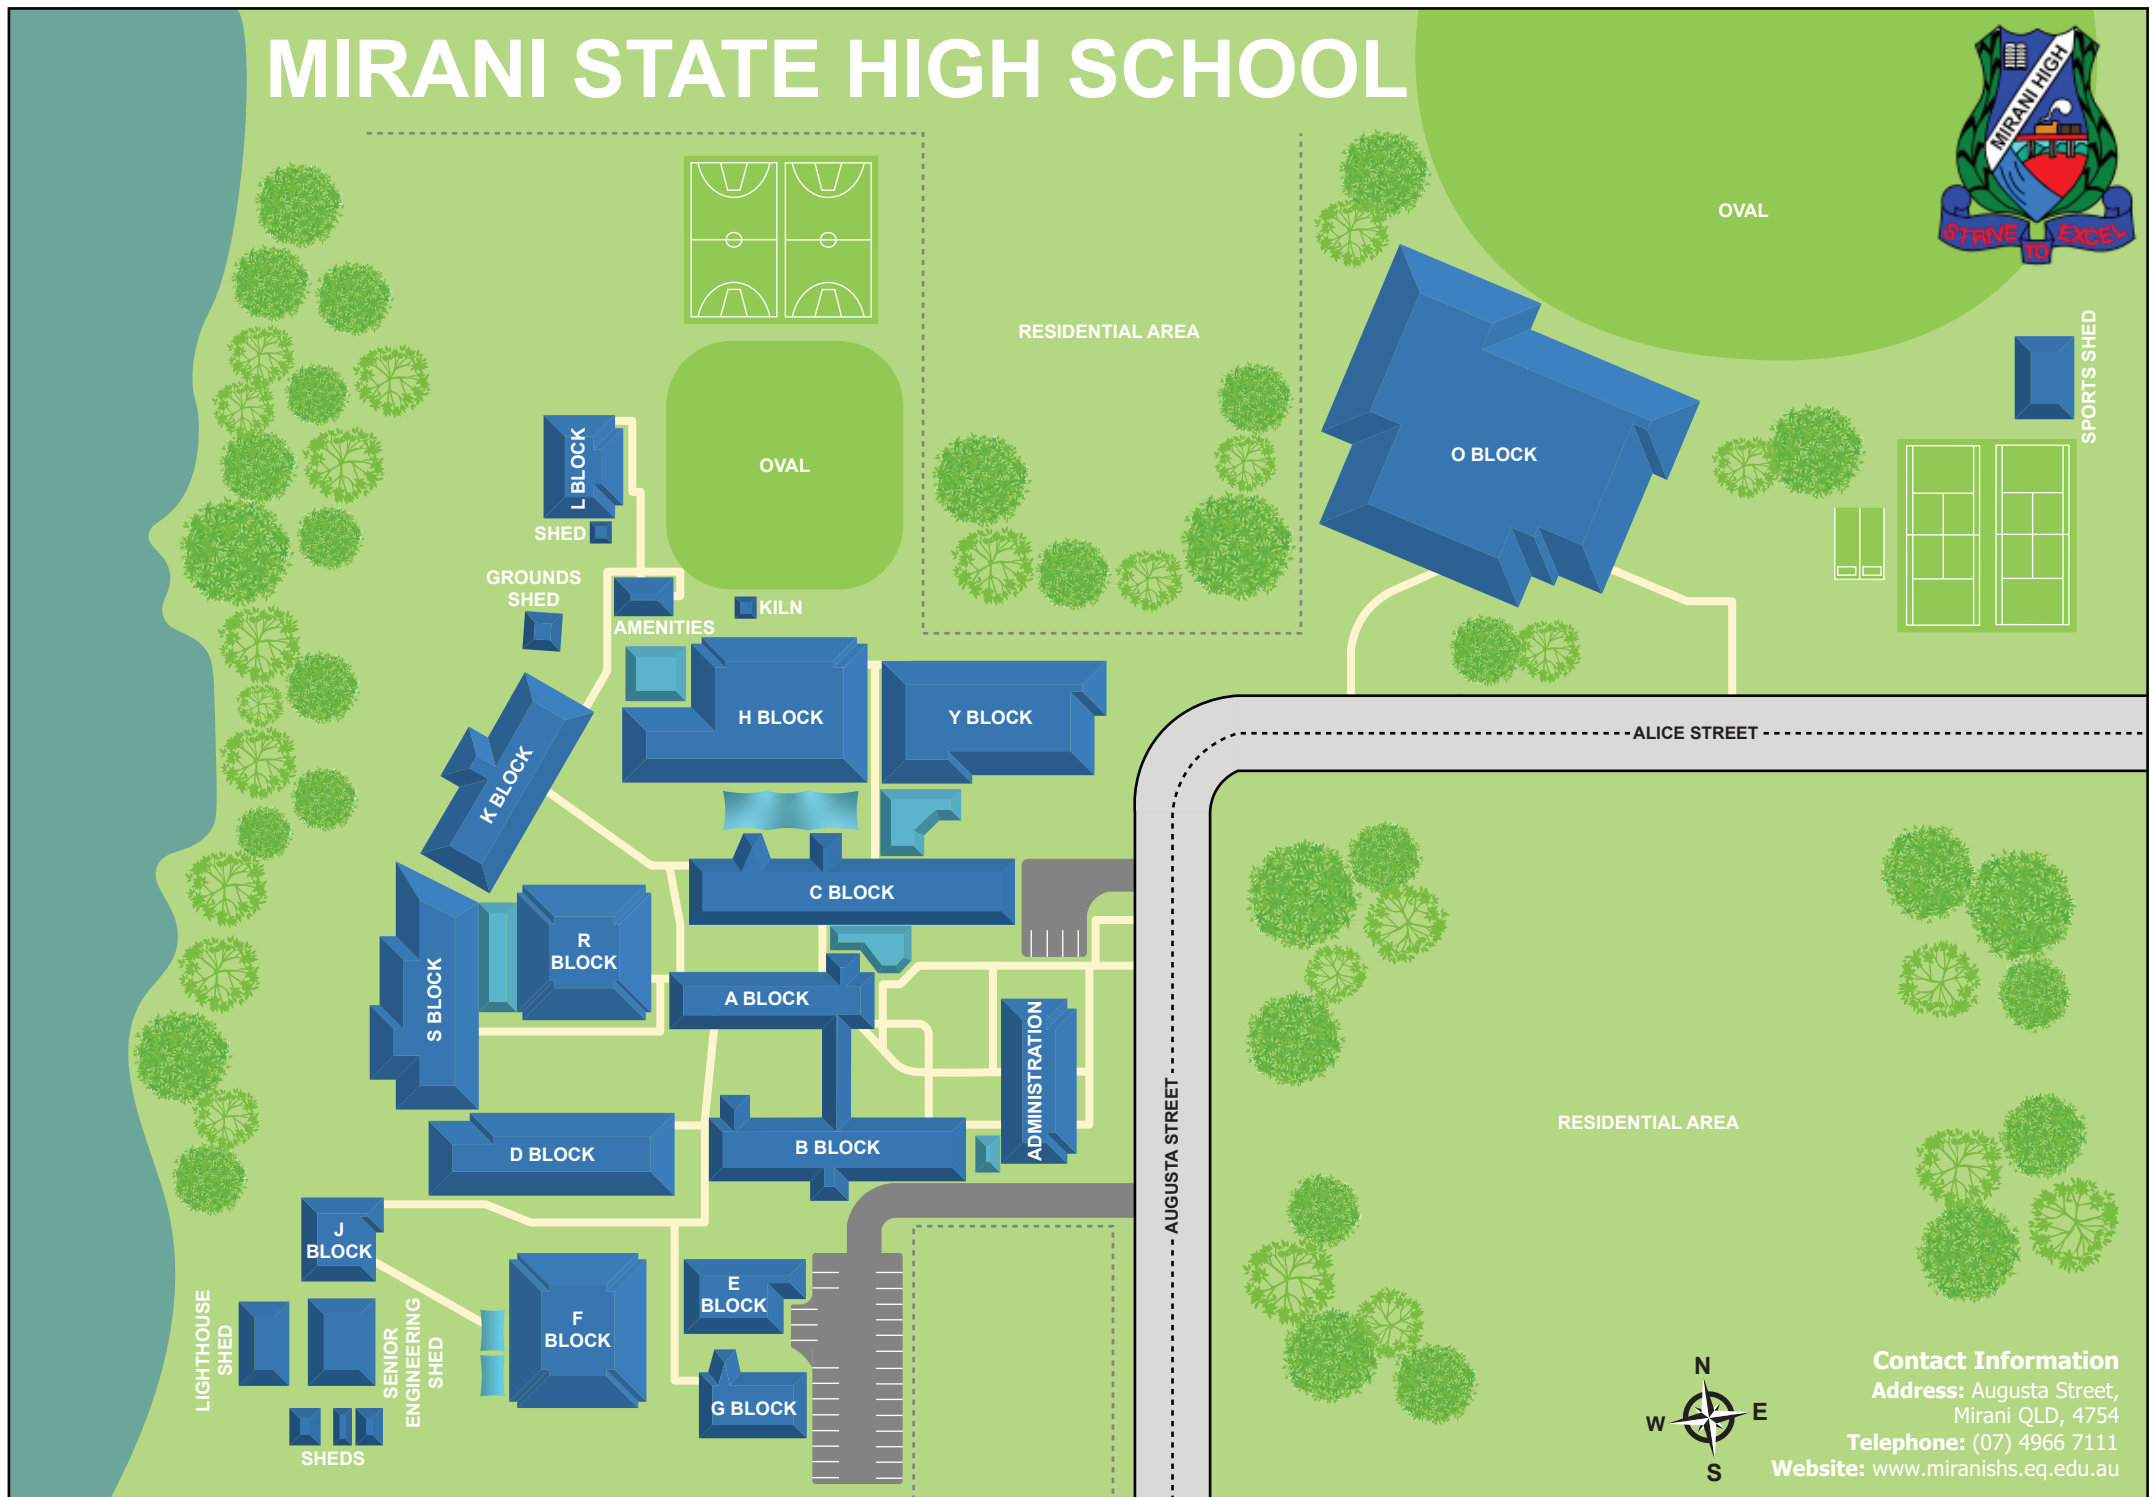 MIRANI STATE HIGH SCHOOL
MIRANI HIGH
STRIVE TO EXCEL
OVAL
RESIDENTIAL AREA
SPORTS SHED
O BLOCK
L BLOCK
OVAL
SHED
GROUNDS
SHED
KILN
AMENITIES
H BLOCK
Y BLOCK
ALICE STREET
K BLOCK
C BLOCK
R
BLOCK
S BLOCK
A BLOCK
ADMINISTRATION
AUGUSTA STREET
RESIDENTIAL AREA
D BLOCK
B BLOCK
J
BLOCK
E
BLOCK
F
BLOCK
LIGHTHOUSE
SHED
SENIOR
ENGINEERING
SHED
G BLOCK
SHEDS
N
W
E
S
Contact Information
Address: Augusta Street,
Mirani QLD, 4754
Telephone: (07) 4966 7111
Website: www.miranishs.eq.edu.au